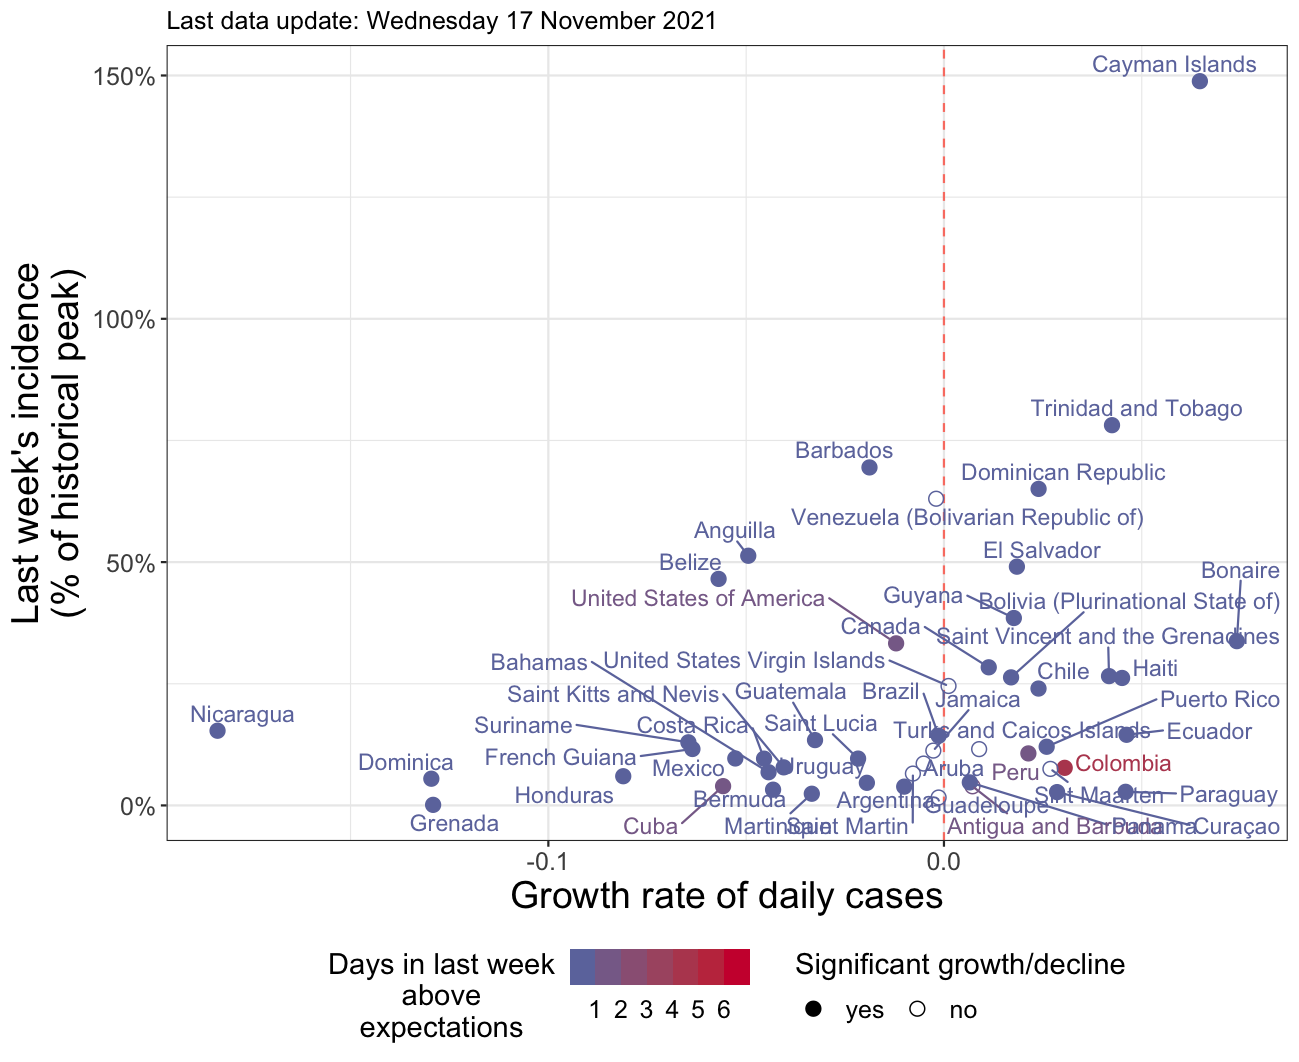 Last data update: Wednesday 17 November 2021
Cayman Islands
150%
100%
50%
0%
Last week's incidence
(% of historical peak)
Trinidad and Tobago
Barbados
Dominican Republic
Venezuela (Bolivarian Republic of)
Anguilla
El Salvador
Belize
Bonaire
United States of America
Guyana
Bolivia (Plurinational State of)
Canada
Saint Vincent and the Grenadines
Bahamas
United States Virgin Islands
Chile
Haiti
Saint Kitts and Nevis
Guatemala
Brazil
Jamaica
Puerto Rico
Nicaragua
Suriname
Costa Rica
Saint Lucia
Turks and Caicos Islands
Ecuador
French Guiana
Dominica
Mexico
Uruguay
Aruba
Peru
Colombia
Honduras
Bermuda
Argentina
Guadeloupe
Sint Maarten
Paraguay
Grenada
Cuba
Martinique
Saint Martin
Antigua and Barbuda
Panama
Curaçao
-0.1
0.0
Growth rate of daily cases
Days in last week
above
expectations
1 2 3 4 5 6
Significant growth/decline
yes
no